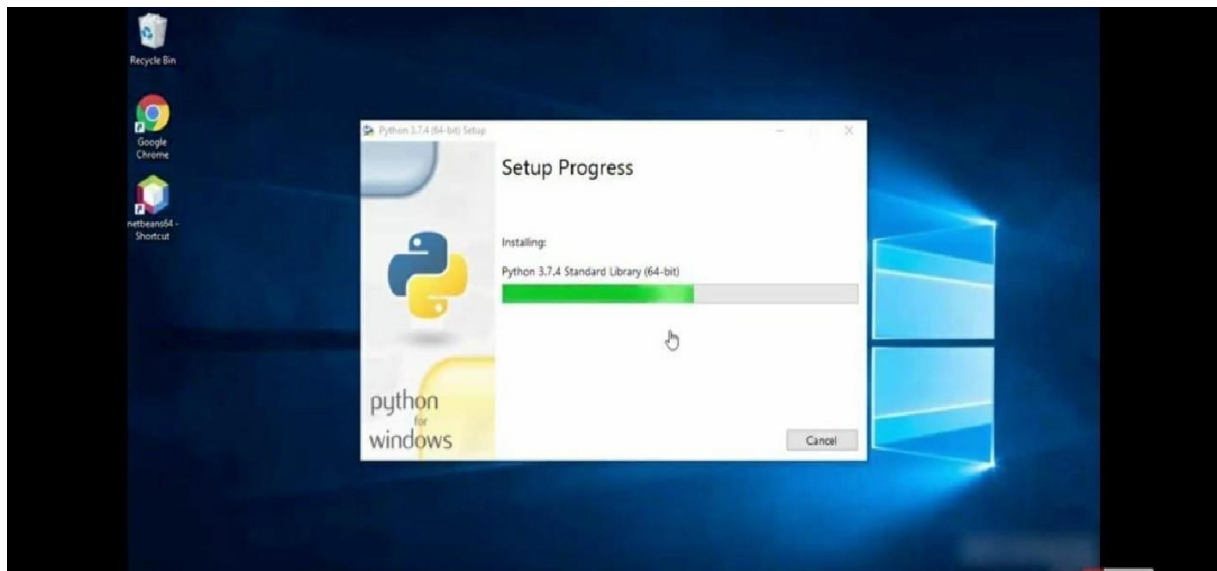 Recycle Bin
Google
Chrome
netbeans64 -
Shortcut
Python 3.7.4 (64-bit) Setup
Setup Progress
Installing:
Python 3.7.4 Standard Library (64-bit)
python
for
windows
Cancel